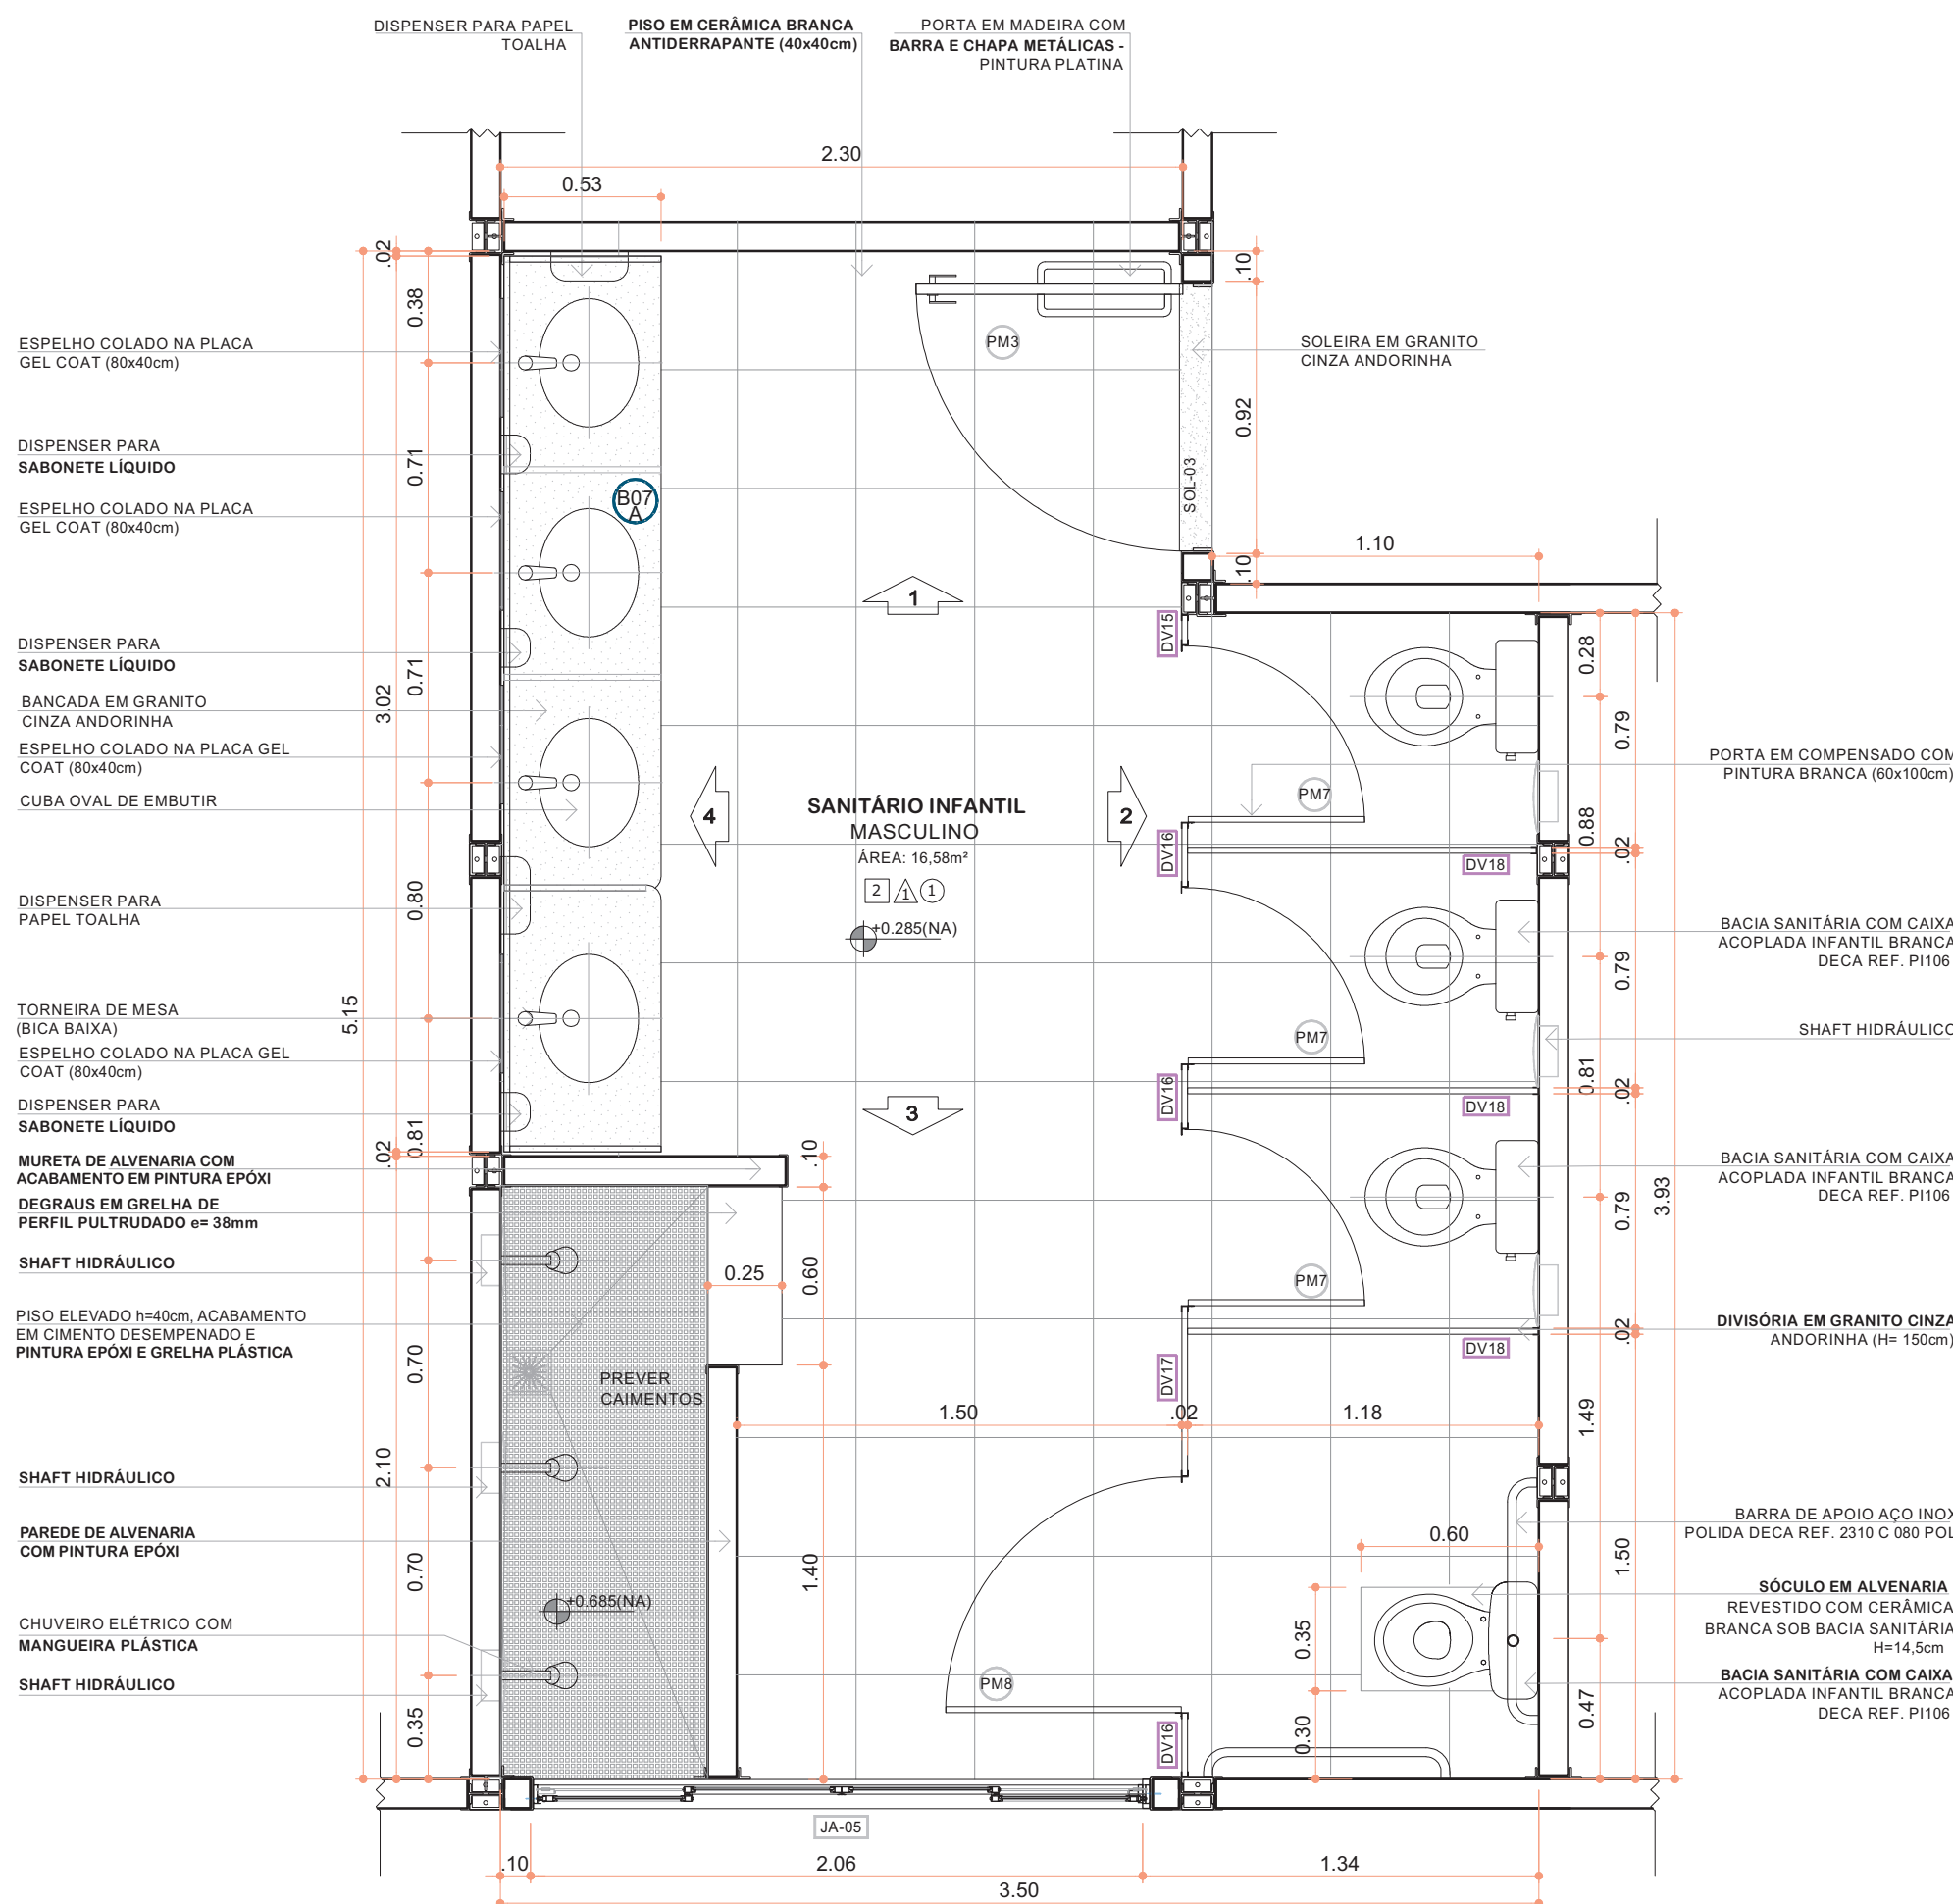 DISPENSER PARA PAPEL
TOALHA
PISO EM CERÂMICA BRANCA
ANTIDERRAPANTE (40x40cm)
PORTA EM MADEIRA COM
BARRA E CHAPA METÁLICAS -
PINTURA PLATINA
2.30
0.53
.02
0.38
0.71
0.71
3.02
0.80
5.15
0.81
.02
0.70
2.10
0.70
0.35
ESPELHO COLADO NA PLACA
GEL COAT (80x40cm)
DISPENSER PARA
SABONETE LÍQUIDO
ESPELHO COLADO NA PLACA
GEL COAT (80x40cm)
DISPENSER PARA
SABONETE LÍQUIDO
BANCADA EM GRANITO
CINZA ANDORINHA
ESPELHO COLADO NA PLACA GEL
COAT (80x40cm)
CUBA OVAL DE EMBUTIR
DISPENSER PARA
PAPEL TOALHA
TORNEIRA DE MESA
(BICA BAIXA)
ESPELHO COLADO NA PLACA GEL
COAT (80x40cm)
DISPENSER PARA
SABONETE LÍQUIDO
MURETA DE ALVENARIA COM
ACABAMENTO EM PINTURA EPÓXI
DEGRAUS EM GRELHA DE
PERFIL PULTRUDADO e= 38mm
SHAFT HIDRÁULICO
PISO ELEVADO h=40cm, ACABAMENTO
EM CIMENTO DESEMPENADO E
PINTURA EPÓXI E GRELHA PLÁSTICA
SHAFT HIDRÁULICO
PAREDE DE ALVENARIA
COM PINTURA EPÓXI
CHUVEIRO ELÉTRICO COM
MANGUEIRA PLÁSTICA
SHAFT HIDRÁULICO
B07
A
PM3
SOL-03
.10
0.92
.10
SOLEIRA EM GRANITO
CINZA ANDORINHA
1.10
1
2
3
4
SANITÁRIO INFANTIL
MASCULINO
ÁREA: 16,58m²
2 1 1
+0.285(NA)
DV15
DV16
DV16
DV17
DV16
PM7
PM7
PM7
PM8
DV18
DV18
DV18
0.28
0.79
0.88
.02
0.79
0.81
.02
0.79
3.93
.02
1.49
1.50
0.47
.10
0.60
0.25
1.40
PREVER
CAIMENTOS
+0.685(NA)
1.50
.02
1.18
0.60
0.35
0.30
PORTA EM COMPENSADO COM
PINTURA BRANCA (60x100cm)
BACIA SANITÁRIA COM CAIXA
ACOPLADA INFANTIL BRANCA
DECA REF. PI106
SHAFT HIDRÁULICO
BACIA SANITÁRIA COM CAIXA
ACOPLADA INFANTIL BRANCA
DECA REF. PI106
DIVISÓRIA EM GRANITO CINZA
ANDORINHA (H= 150cm)
BARRA DE APOIO AÇO INOX
POLIDA DECA REF. 2310 C 080 POL
SÓCULO EM ALVENARIA
REVESTIDO COM CERÂMICA
BRANCA SOB BACIA SANITÁRIA
H=14,5cm
BACIA SANITÁRIA COM CAIXA
ACOPLADA INFANTIL BRANCA
DECA REF. PI106
JA-05
.10
2.06
1.34
3.50